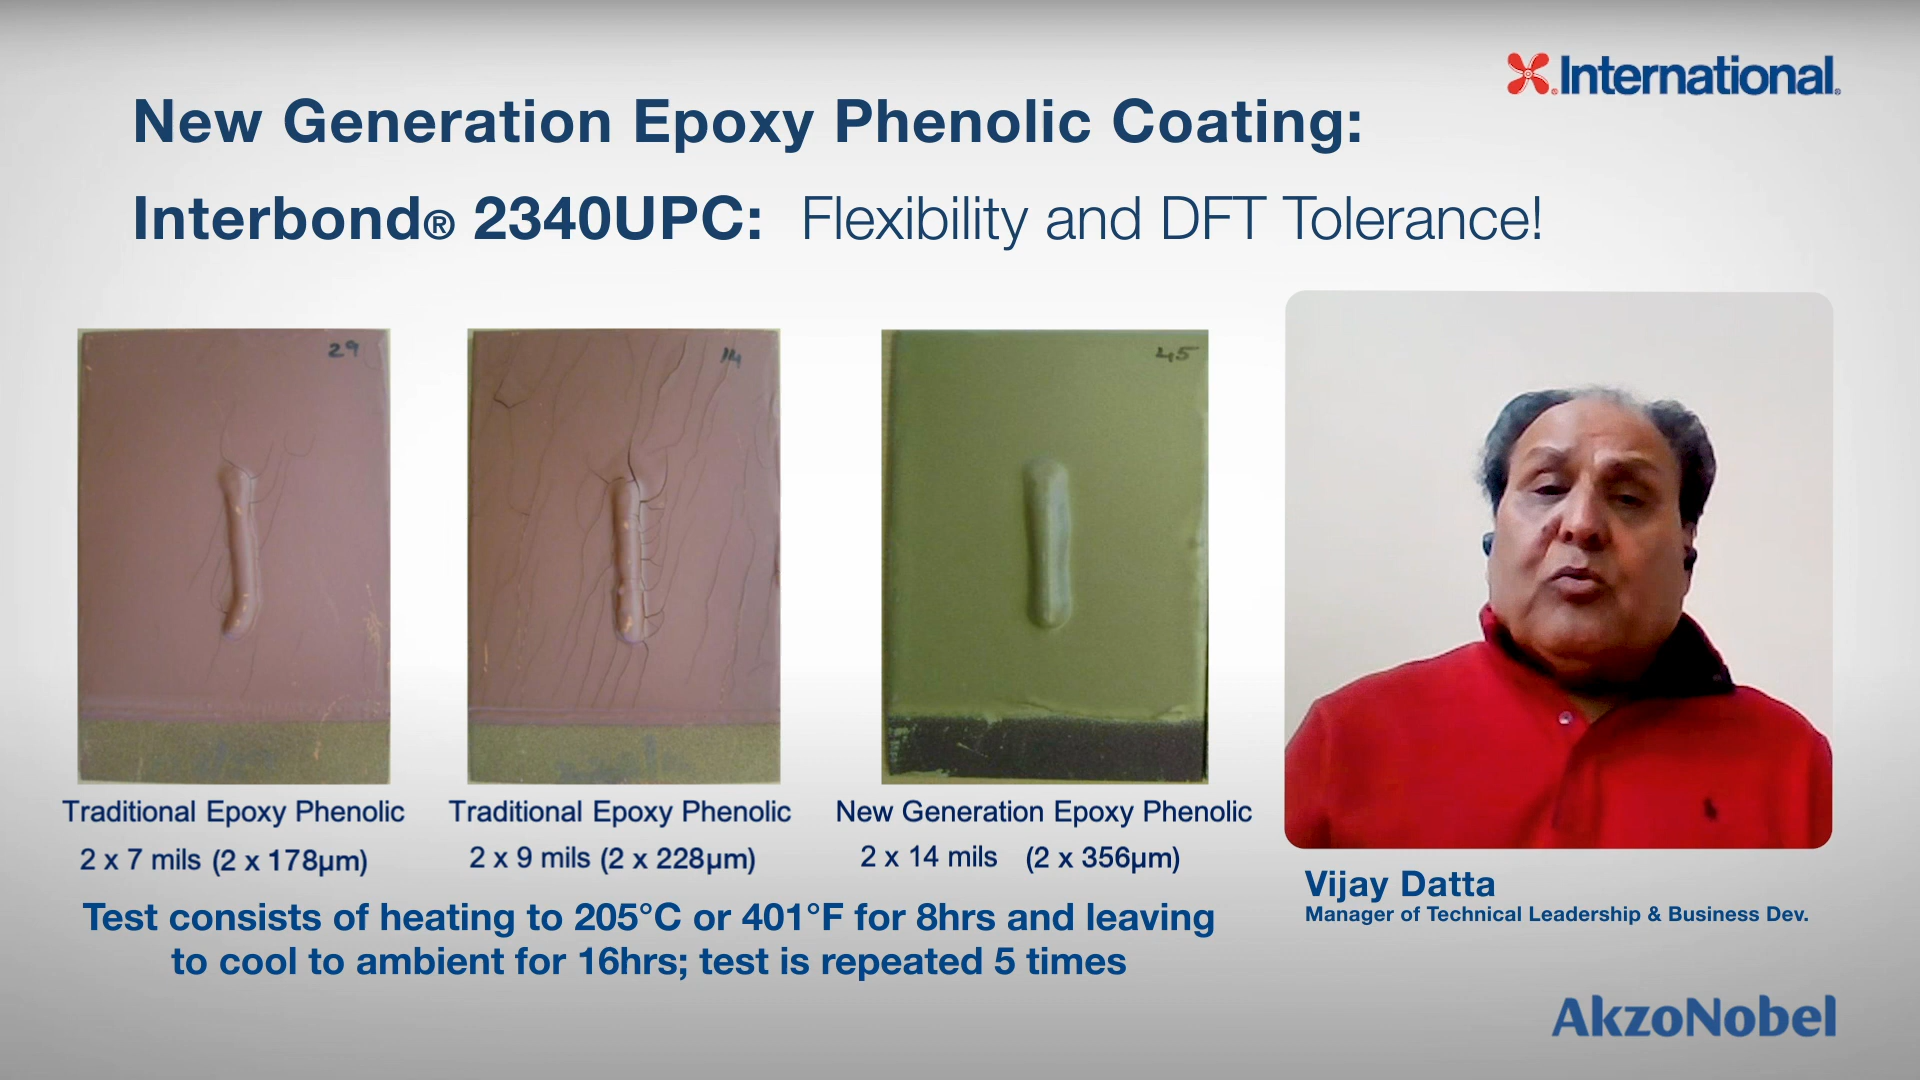 International.
New Generation Epoxy Phenolic Coating:
Interbond® 2340UPC: Flexibility and DFT Tolerance!
29
14
45
Traditional Epoxy Phenolic
2 x 7 mils (2 x 178µm)
Traditional Epoxy Phenolic
2 x 9 mils (2 x 228µm)
New Generation Epoxy Phenolic
2 x 14 mils (2 x 356µm)
Test consists of heating to 205°C or 401°F for 8hrs and leaving
to cool to ambient for 16hrs; test is repeated 5 times
Vijay Datta
Manager of Technical Leadership & Business Dev.
AkzoNobel